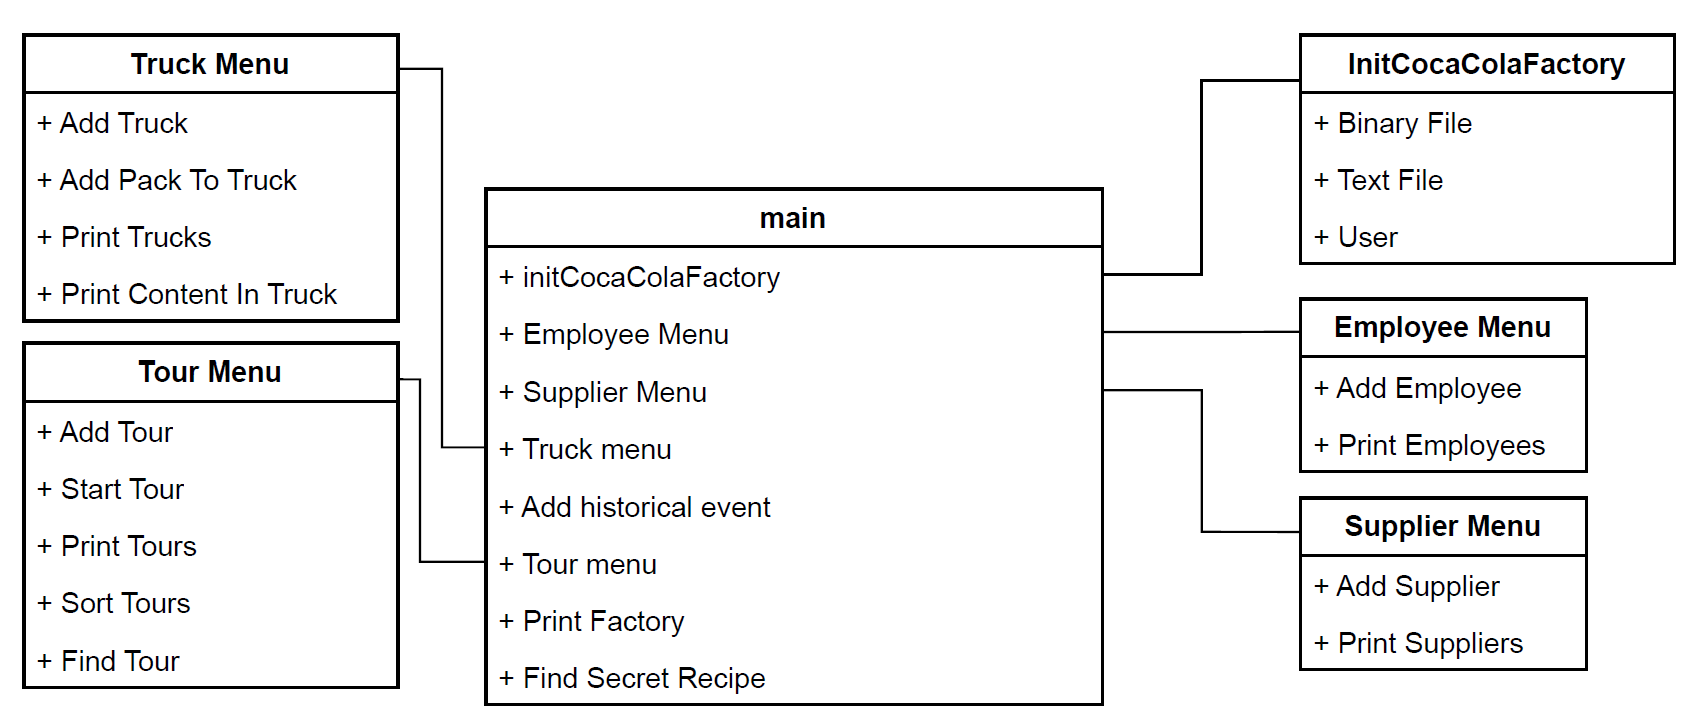 Truck Menu
+ Add Truck
+ Add Pack To Truck
+ Print Trucks
+ Print Content In Truck
Tour Menu
+ Add Tour
+ Start Tour
+ Print Tours
+ Sort Tours
+ Find Tour
main
+ initCocaColaFactory
+ Employee Menu
+ Supplier Menu
+ Truck menu
+ Add historical event
+ Tour menu
+ Print Factory
+ Find Secret Recipe
InitCocaColaFactory
+ Binary File
+ Text File
+ User
Employee Menu
+ Add Employee
+ Print Employees
Supplier Menu
+ Add Supplier
+ Print Suppliers